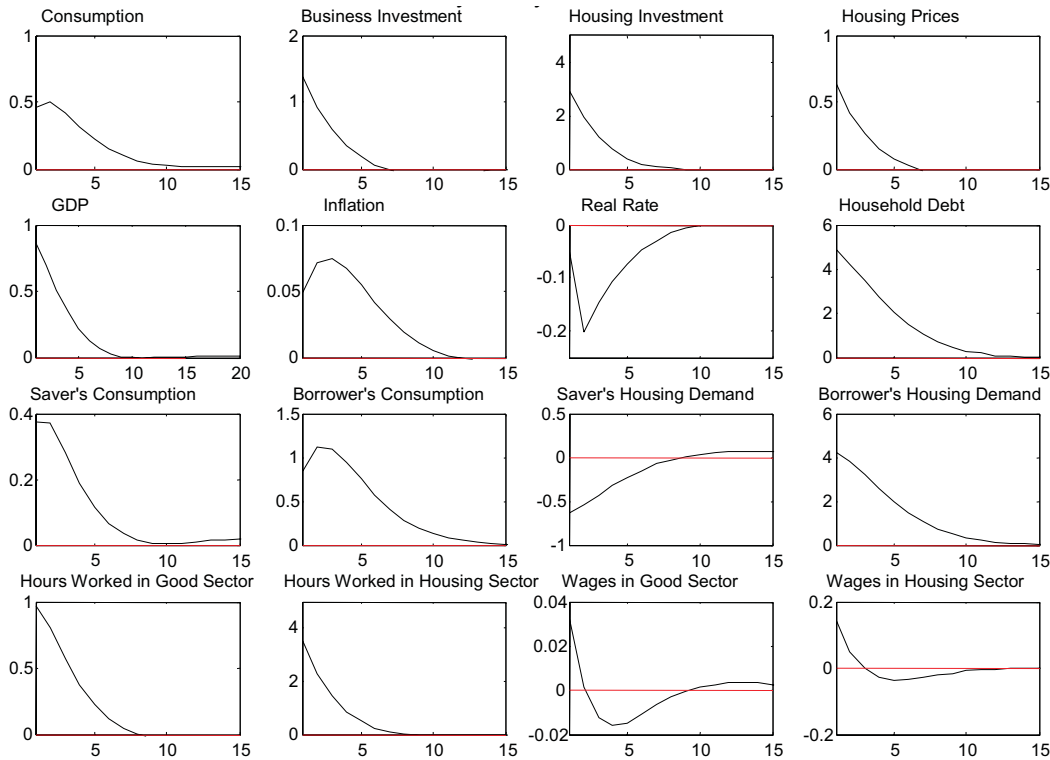 Consumption Business Investment Housing Investment Housing Prices
1 2 4 1
0.5 1 2 0.5
0 0 0 0
5 10 15 5 10 15 5 10 15 5 10 15
GDP Inflation Real Rate Household Debt
1 0.1 0 6
0.5 0.05 -0.1 4
0 0 -0.2 2
0
5 10 15 20 5 10 15 5 10 15 5 10 15
Saver's Consumption Borrower's Consumption Saver's Housing Demand Borrower's Housing Demand
0.4 1.5 0.5 6
0.2 1 0 4
0 0.5 -0.5 2
0 -1 0
5 10 15 5 10 15 5 10 15 5 10 15
Hours Worked in Good Sector Hours Worked in Housing Sector Wages in Good Sector Wages in Housing Sector
1 4 0.04 0.2
0.5 2 0.02 0
0 0 0 -0.2
-0.02
5 10 15 5 10 15 5 10 15 5 10 15